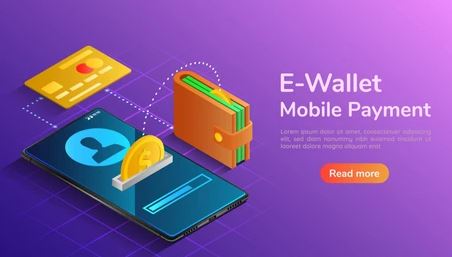 E-Wallet
Mobile Payment
Lorem ipsum dolor sit amet, consectetur adipiscing elit,
sed diam nonummy nibh euismod tincidunt ut
laoreet dolore magna aliquam erat
Read more